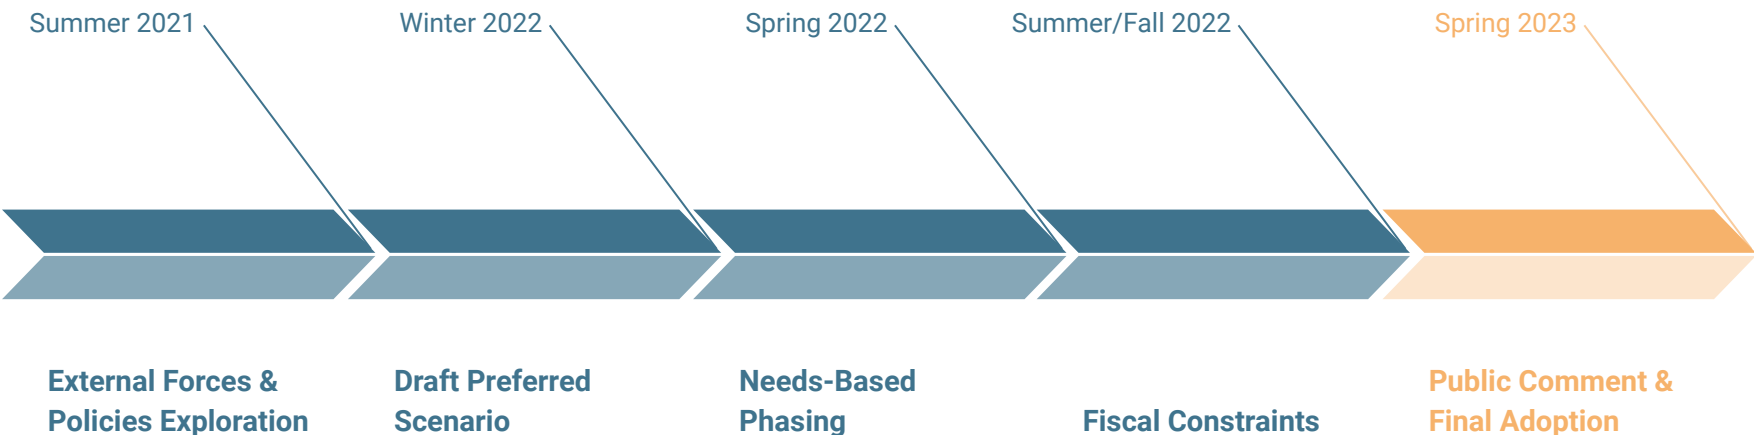 Summer 2021
Winter 2022
Spring 2022
Summer/Fall 2022
Spring 2023
External Forces &
Policies Exploration
Draft Preferred
Scenario
Needs-Based
Phasing
Fiscal Constraints
Public Comment &
Final Adoption